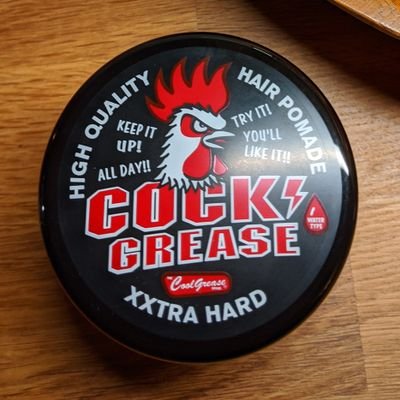 HIGH QUALITY HAIR POMADE
KEEP IT
UP!
ALL DAY!!
TRY IT!
YOU'LL
LIKE IT!!
COCK
GREASE
WATER
TYPE
CoolGrease
XXTRA HARD